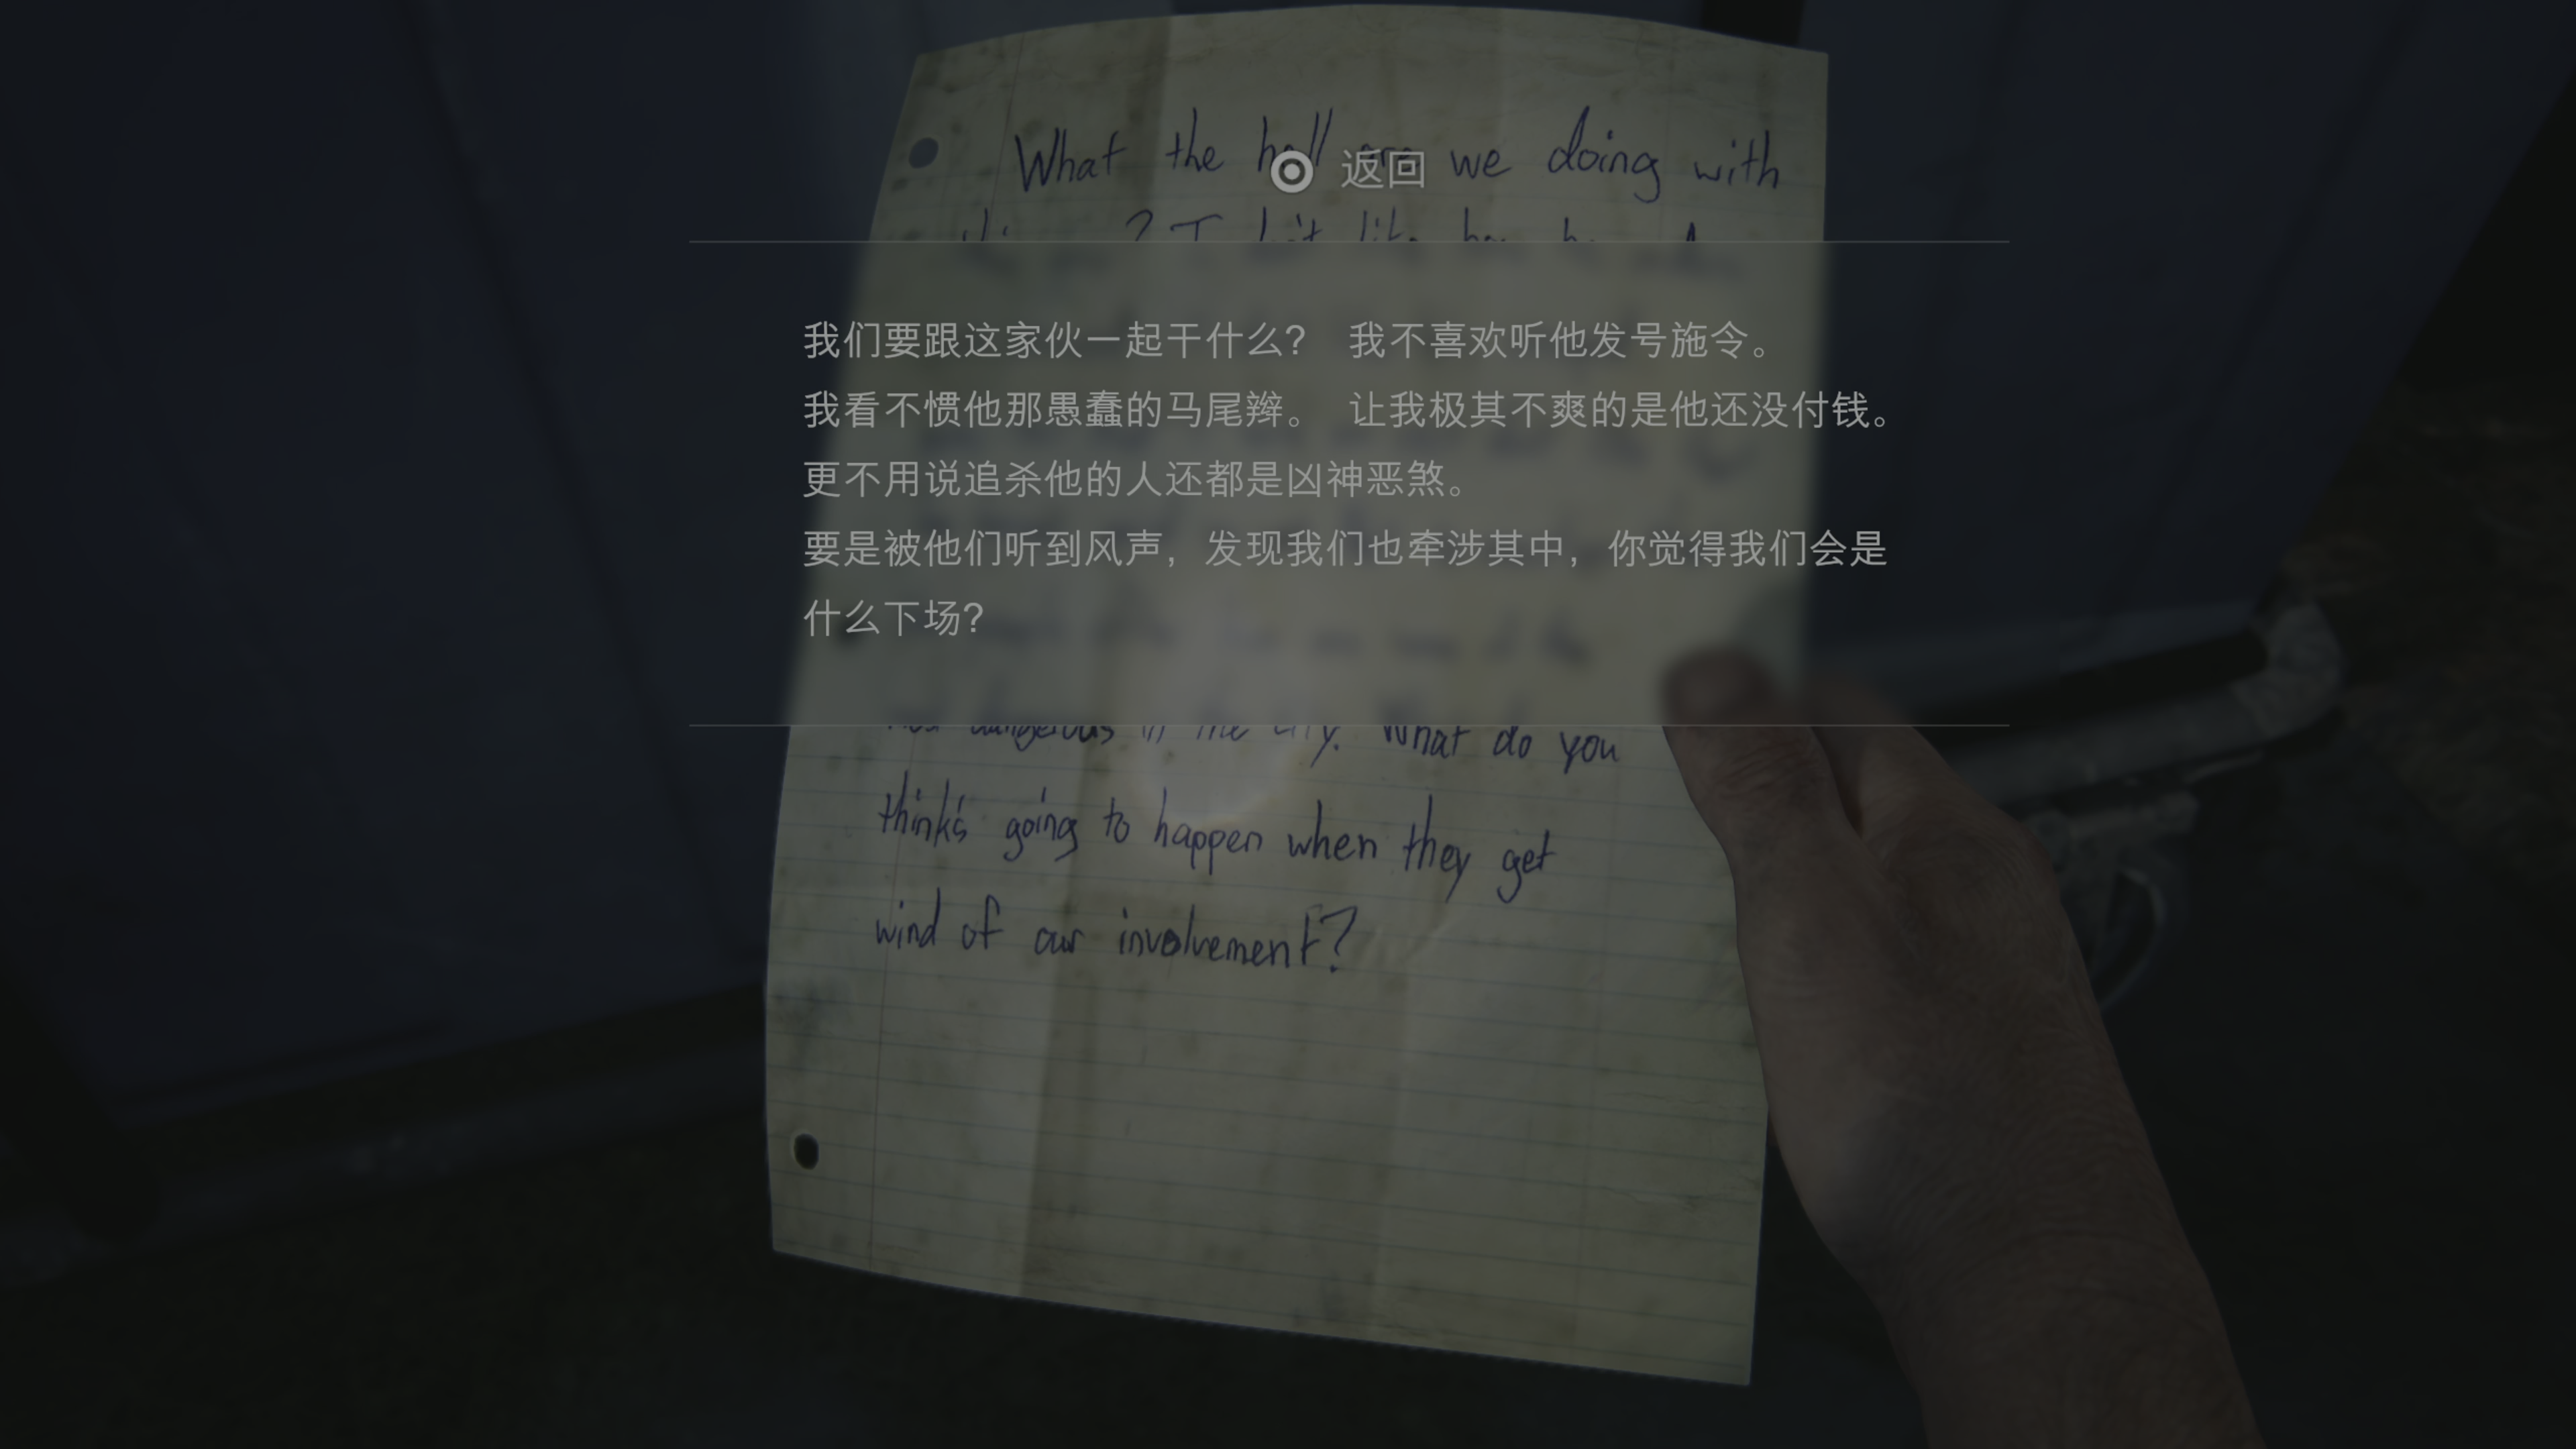 What the hell are we doing with
返回
我们要跟这家伙一起干什么? 我不喜欢听他发号施令。
我看不惯他那愚蠢的马尾辫。 让我极其不爽的是他还没付钱。
更不用说追杀他的人还都是凶神恶煞。
要是被他们听到风声，发现我们也牵涉其中，你觉得我们会是
什么下场?
dangerous in the city. What do you
think's going to happen when they get
wind of our involvement?